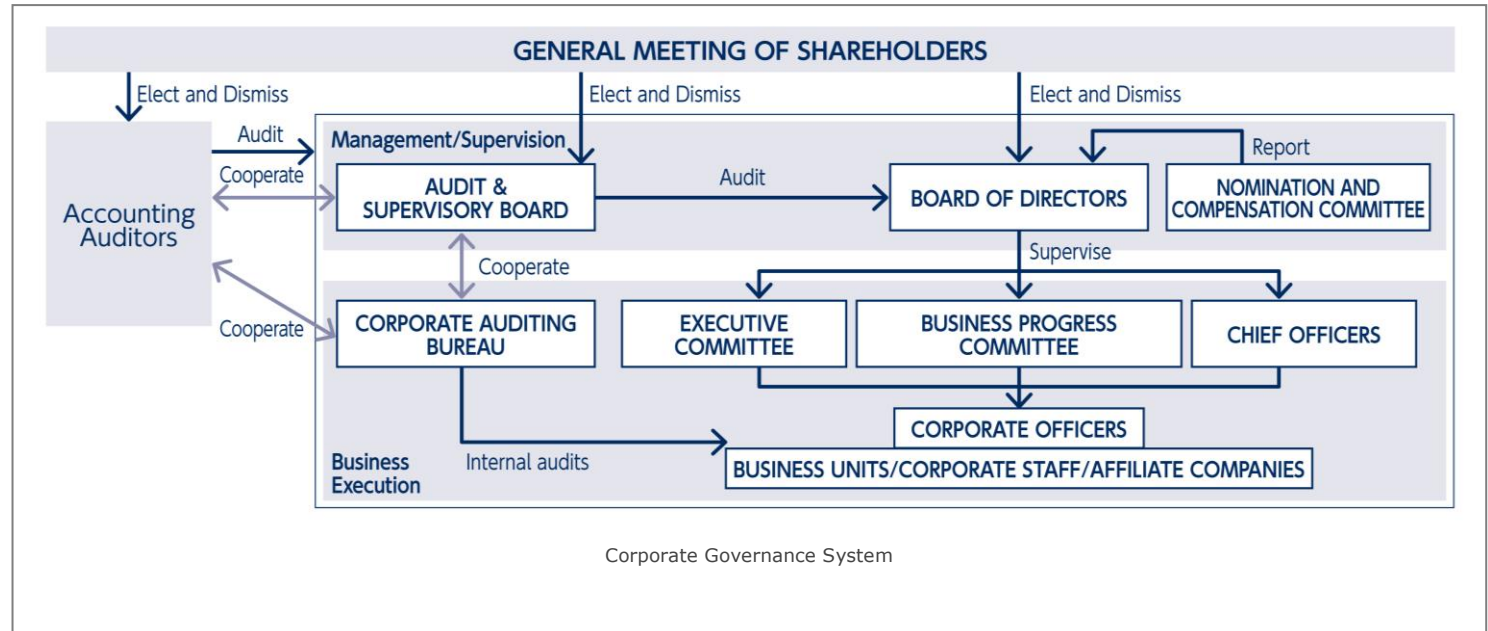 GENERAL MEETING OF SHAREHOLDERS
Elect and Dismiss
Elect and Dismiss
Elect and Dismiss
Accounting
Auditors
Audit
Cooperate
Cooperate
Management/Supervision
AUDIT &
SUPERVISORY BOARD
Audit
BOARD OF DIRECTORS
Report
NOMINATION AND
COMPENSATION COMMITTEE
Cooperate
Supervise
CORPORATE AUDITING
BUREAU
EXECUTIVE
COMMITTEE
BUSINESS PROGRESS
COMMITTEE
CHIEF OFFICERS
CORPORATE OFFICERS
BUSINESS UNITS/CORPORATE STAFF/AFFILIATE COMPANIES
Internal audits
Business
Execution
Corporate Governance System